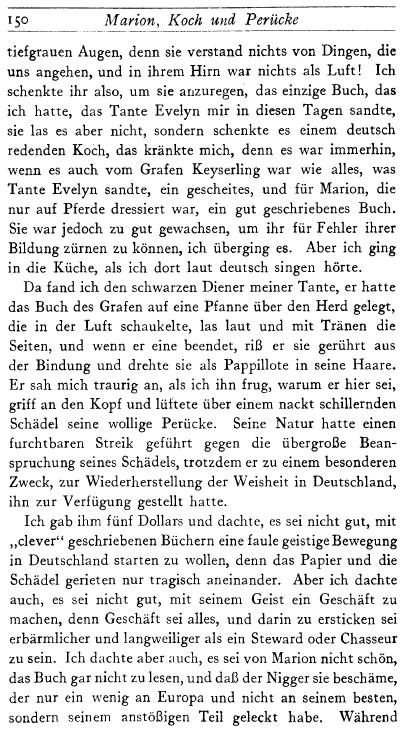 150 Marion, Koch und Perücke
tiefgrauen Augen, denn sie verstand nichts von Dingen, die
uns angehen, und in ihrem Hirn war nichts als Luft! Ich
schenkte ihr also, um sie anzuregen, das einzige Buch, das
ich hatte, das Tante Evelyn mir in diesen Tagen sandte,
sie las es aber nicht, sondern schenkte es einem deutsch
redenden Koch, das kränkte mich, denn es war immerhin,
wenn es auch vom Grafen Keyserling war wie alles, was
Tante Evelyn sandte, ein gescheites, und für Marion, die
nur auf Pferde dressiert war, ein gut geschriebenes Buch.
Sie war jedoch zu gut gewachsen, um ihr für Fehler ihrer
Bildung zürnen zu können, ich überging es. Aber ich ging
in die Küche, als ich dort laut deutsch singen hörte.
Da fand ich den schwarzen Diener meiner Tante, er hatte
das Buch des Grafen auf eine Pfanne über den Herd gelegt,
die in der Luft schaukelte, las laut und mit Tränen die
Seiten, und wenn er eine beendet, riß er sie gerührt aus
der Bindung und drehte sie als Pappillote in seine Haare.
Er sah mich traurig an, als ich ihn frug, warum er hier sei,
griff an den Kopf und lüftete über einem nackt schillernden
Schädel seine wollige Perücke. Seine Natur hatte einen
furchtbaren Streik geführt gegen die übergroße Bean-
spruchung seines Schädels, trotzdem er zu einem besonderen
Zweck, zur Wiederherstellung der Weisheit in Deutschland,
ihn zur Verfügung gestellt hatte.
Ich gab ihm fünf Dollars und dachte, es sei nicht gut, mit
„clever“ geschriebenen Büchern eine faule geistige Bewegung
in Deutschland starten zu wollen, denn das Papier und die
Schädel gerieten nur tragisch aneinander. Aber ich dachte
auch, es sei nicht gut, mit seinem Geist ein Geschäft zu
machen, denn Geschäft sei alles, und darin zu ersticken sei
erbärmlicher und langweiliger als ein Steward oder Chasseur
zu sein. Ich dachte aber auch, es sei von Marion nicht schön,
das Buch gar nicht zu lesen, und daß der Nigger sie beschäme,
der nur ein wenig an Europa und nicht an seinem besten,
sondern seinem anstößigen Teil geleckt habe. Während